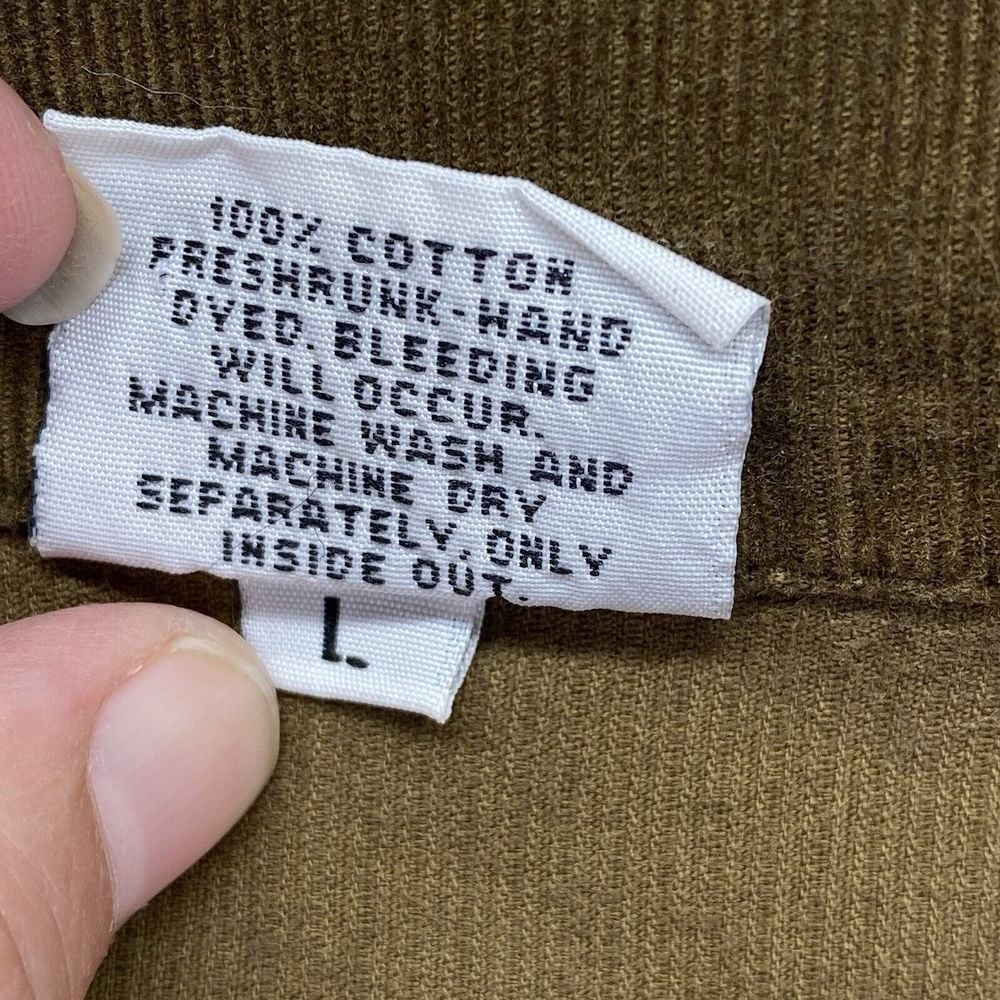 100% COTTON
PRESHRUNK-HAND
DYED. BLEEDING
WILL OCCUR.
MACHINE WASH AND
MACHINE DRY
SEPARATELY, ONLY
INSIDE OUT.
L.